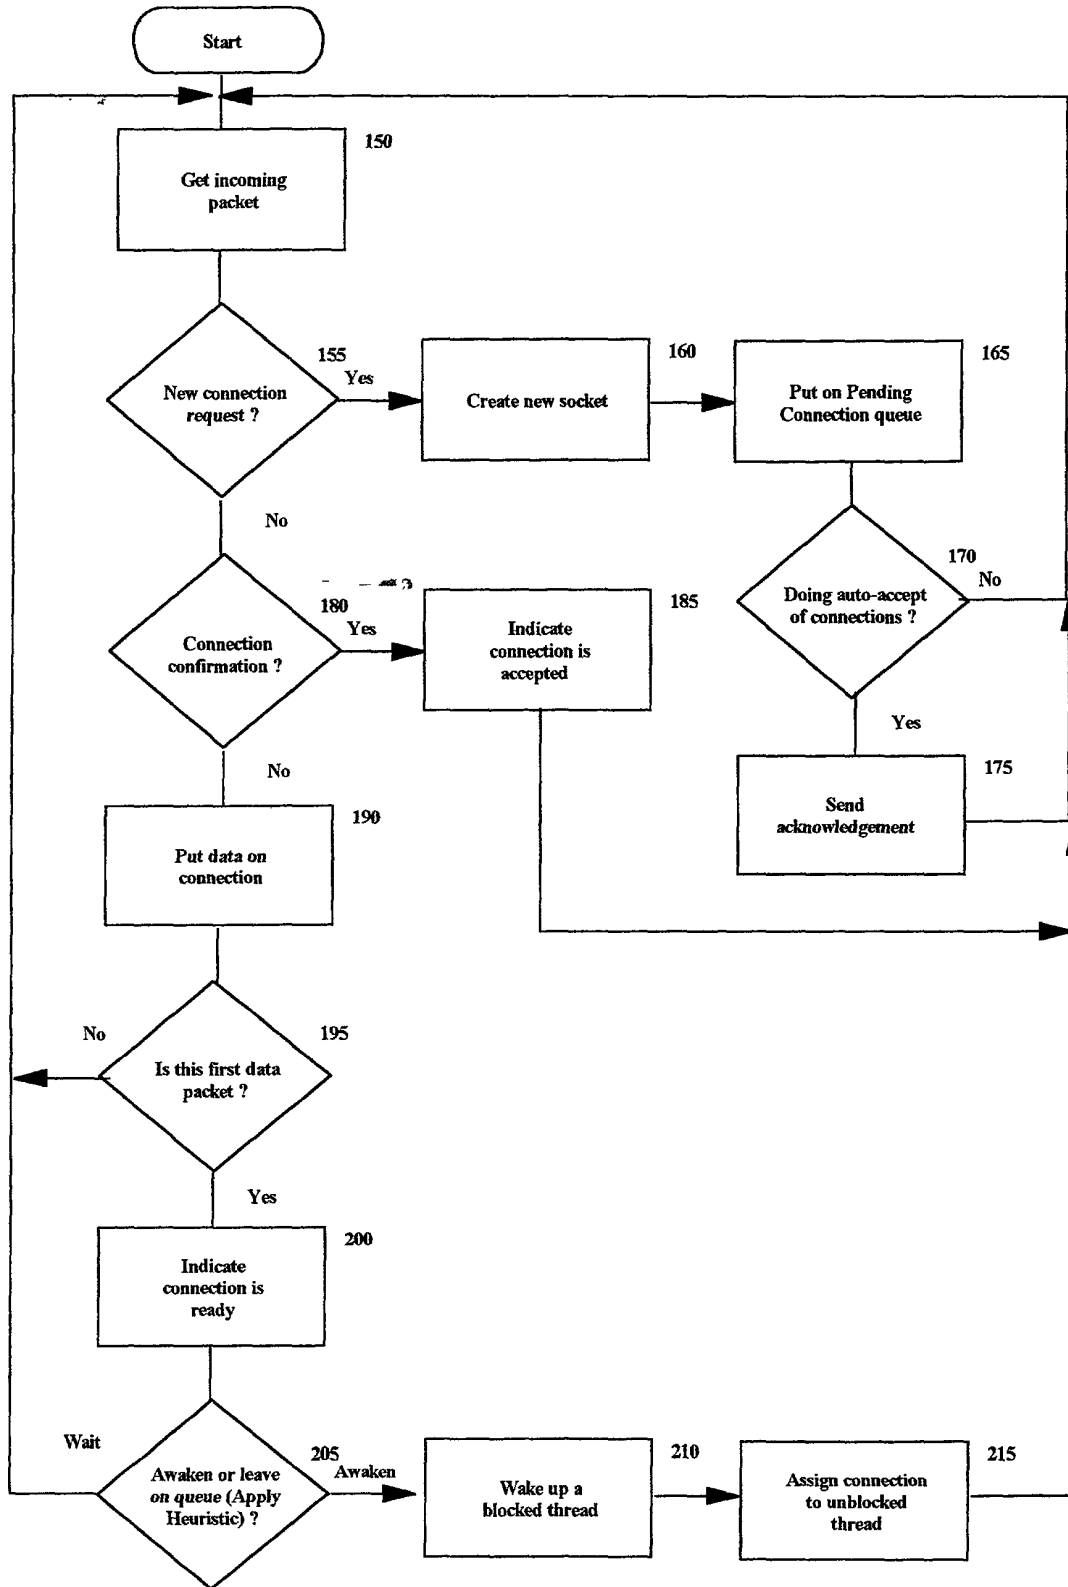 Start
150
Get incoming
packet
155
Yes
New connection
request ?
160
Create new socket
165
Put on Pending
Connection queue
No
170
No
Doing auto-accept
of connections ?
180
Yes
Connection
confirmation ?
185
Indicate
connection is
accepted
Yes
175
Send
acknowledgement
No
190
Put data on
connection
No
195
Is this first data
packet ?
Yes
200
Indicate
connection is
ready
Wait
205
Awaken
Awaken or leave
on queue (Apply
Heuristic) ?
210
Wake up a
blocked thread
215
Assign connection
to unblocked
thread